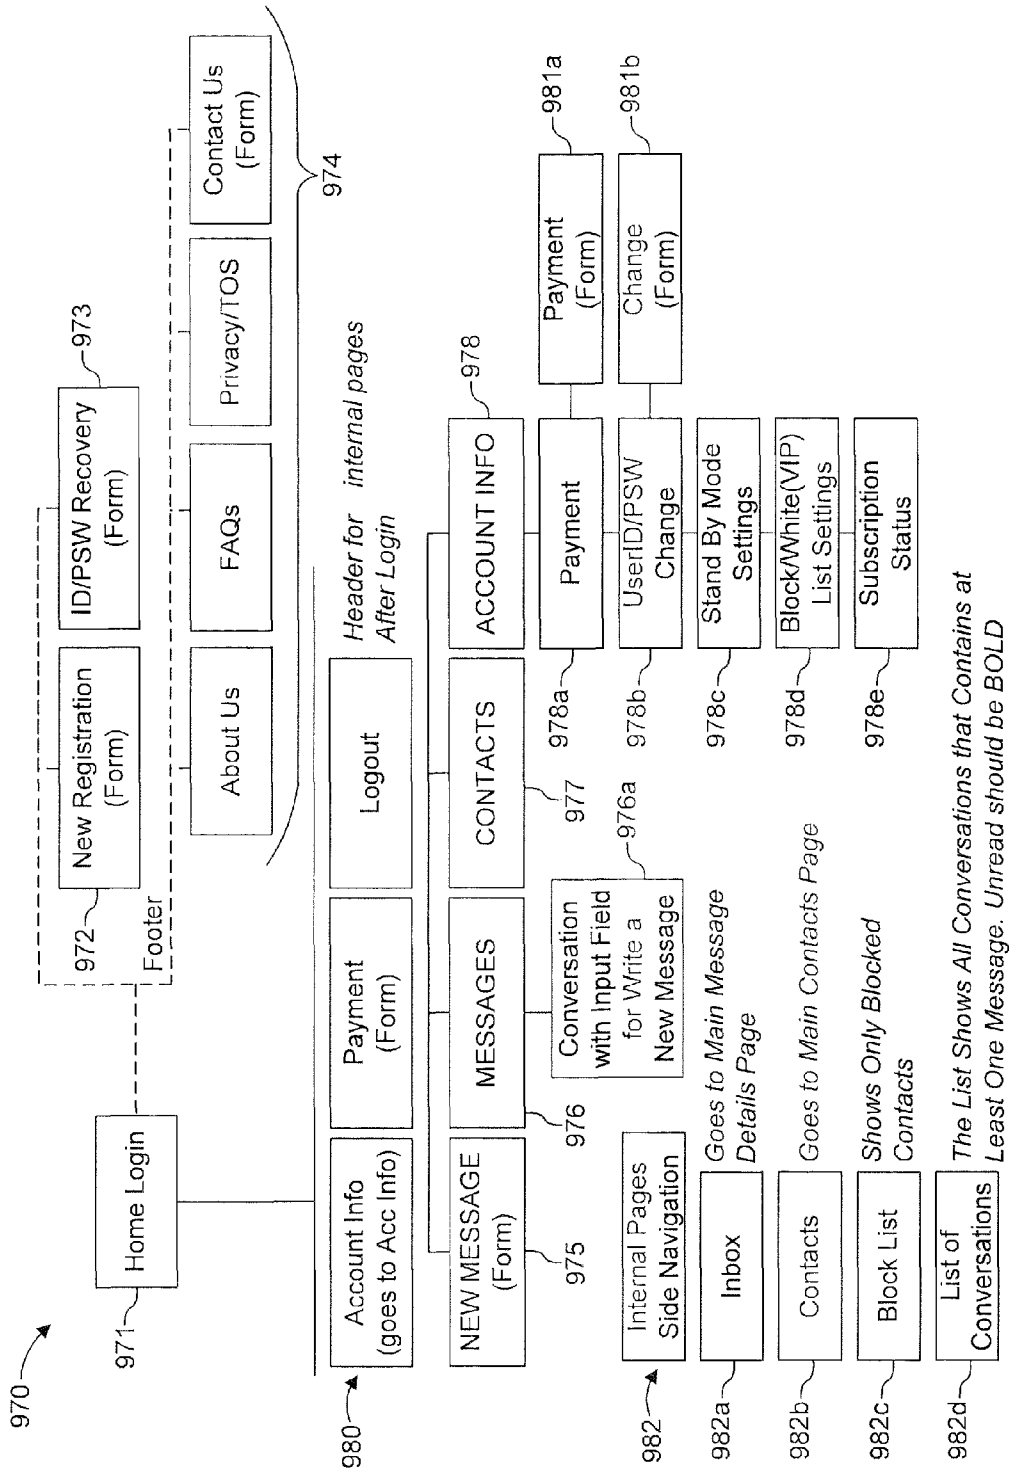 970
971
Home Login
972
New Registration
(Form)
ID/PSW Recovery
(Form)
973
Footer
About Us
FAQs
Privacy/TOS
Contact Us
(Form)
974
980
Account Info
(goes to Acc Info)
Payment
(Form)
Logout
Header for internal pages
After Login
NEW MESSAGE
(Form)
975
MESSAGES
976
CONTACTS
977
ACCOUNT INFO
978
Conversation
with Input Field
for Write a
New Message
976a
978a
Payment
Payment
(Form)
981a
978b
UserID/PSW
Change
Change
(Form)
981b
978c
Stand By Mode
Settings
978d
Block/White(VIP)
List Settings
978e
Subscription
Status
982
Internal Pages
Side Navigation
982a
Inbox
Goes to Main Message
Details Page
982b
Contacts
Goes to Main Contacts Page
982c
Block List
Shows Only Blocked
Contacts
982d
List of
Conversations
The List Shows All Conversations that Contains at
Least One Message. Unread should be BOLD